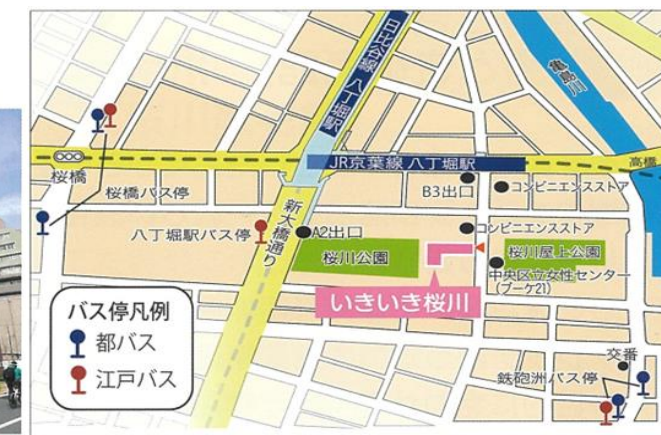 日比谷線 八丁堀駅
亀島川
JR京葉線 八丁堀駅
高橋
桜橋
桜橋バス停
B3出口
コンビニエンスストア
新大橋通り
八丁堀駅バス停
A2出口
コンビニエンスストア
桜川公園
桜川屋上公園
中央区立女性センター
(ブーケ21)
いきいき桜川
バス停凡例
都バス
江戸バス
交番
鉄砲洲バス停